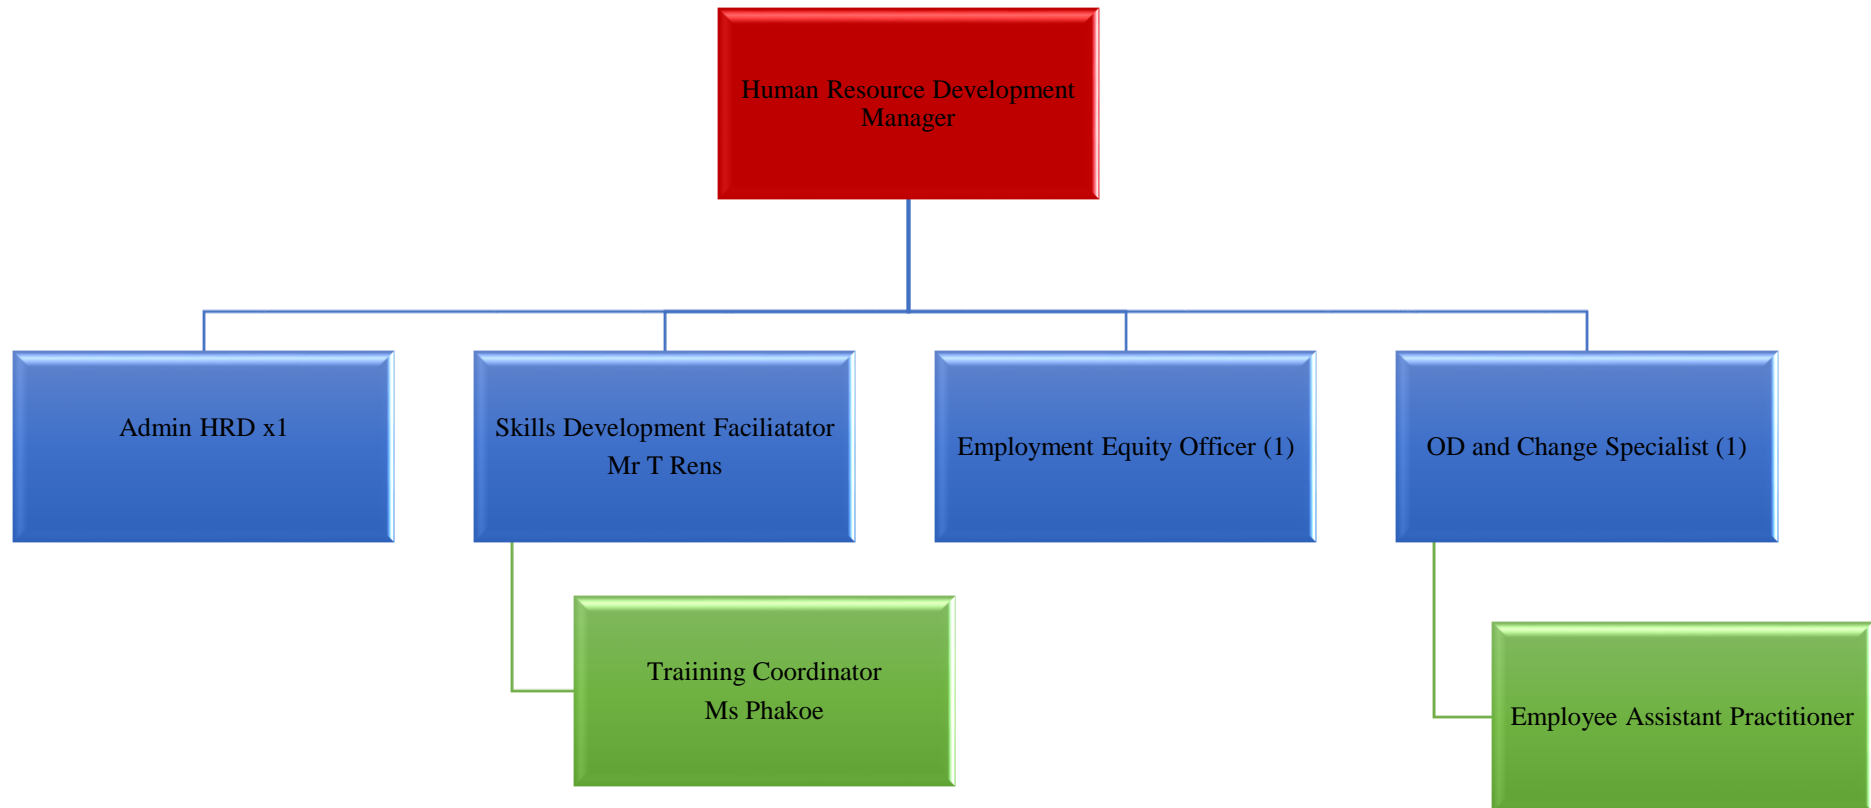 Human Resource Development
Manager
Admin HRD x1
Skills Development Faciliatator
Mr T Rens
Employment Equity Officer (1)
OD and Change Specialist (1)
Traiining Coordinator
Ms Phakoe
Employee Assistant Practitioner